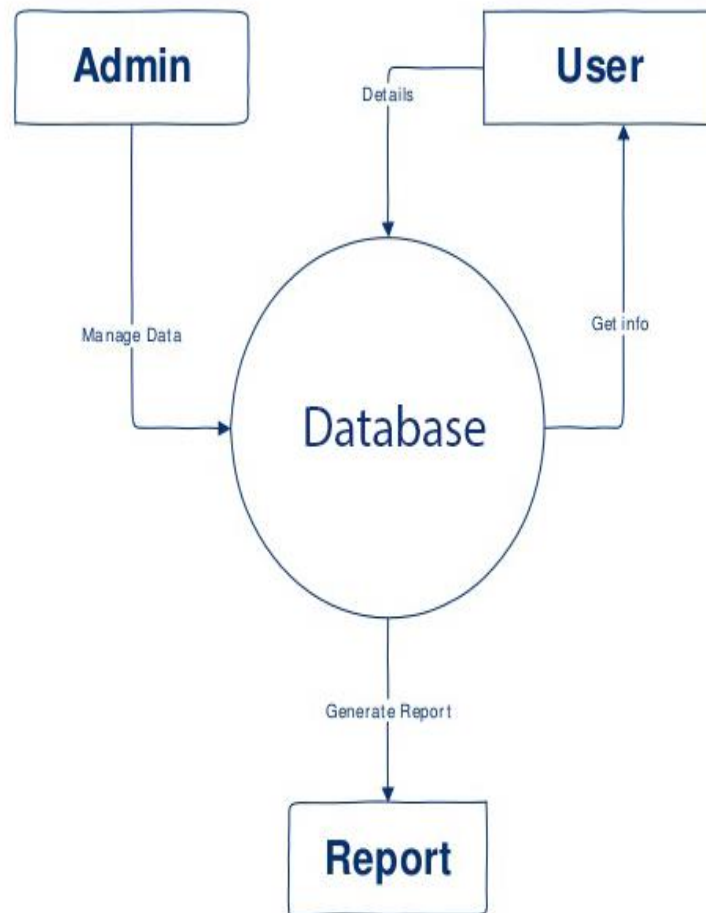 Admin
User
Details
Manage Data
Get info
Database
Generate Report
Report